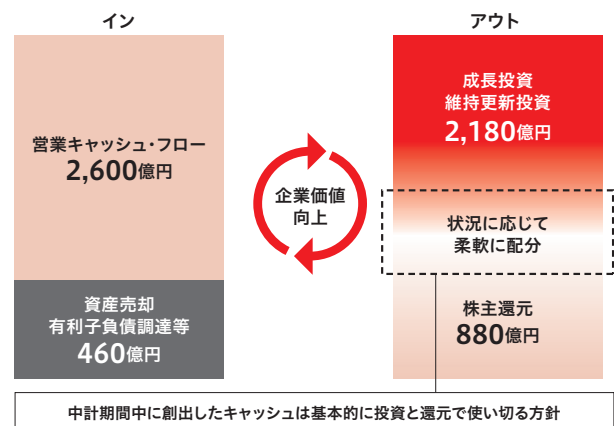 イン
営業キャッシュ・フロー
2,600億円
資産売却
有利子負債調達等
460億円
企業価値
向上
アウト
成長投資
維持更新投資
2,180億円
状況に応じて
柔軟に配分
株主還元
880億円
中計期間中に創出したキャッシュは基本的に投資と還元で使い切る方針